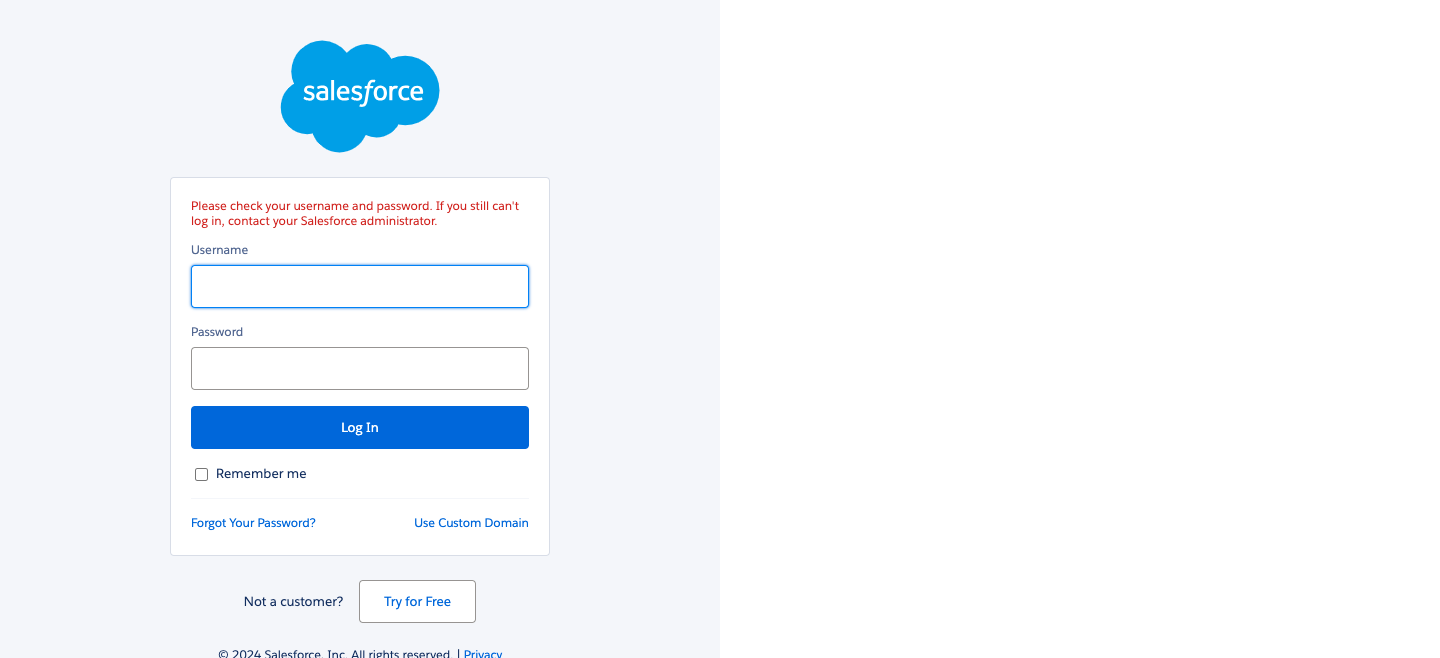 salesforce
Please check your username and password. If you still can't
log in, contact your Salesforce administrator.
Username
Password
Log In
Remember me
Forgot Your Password? Use Custom Domain
Not a customer? Try for Free
© 2024 Salesforce, Inc. All rights reserved. | Privacy